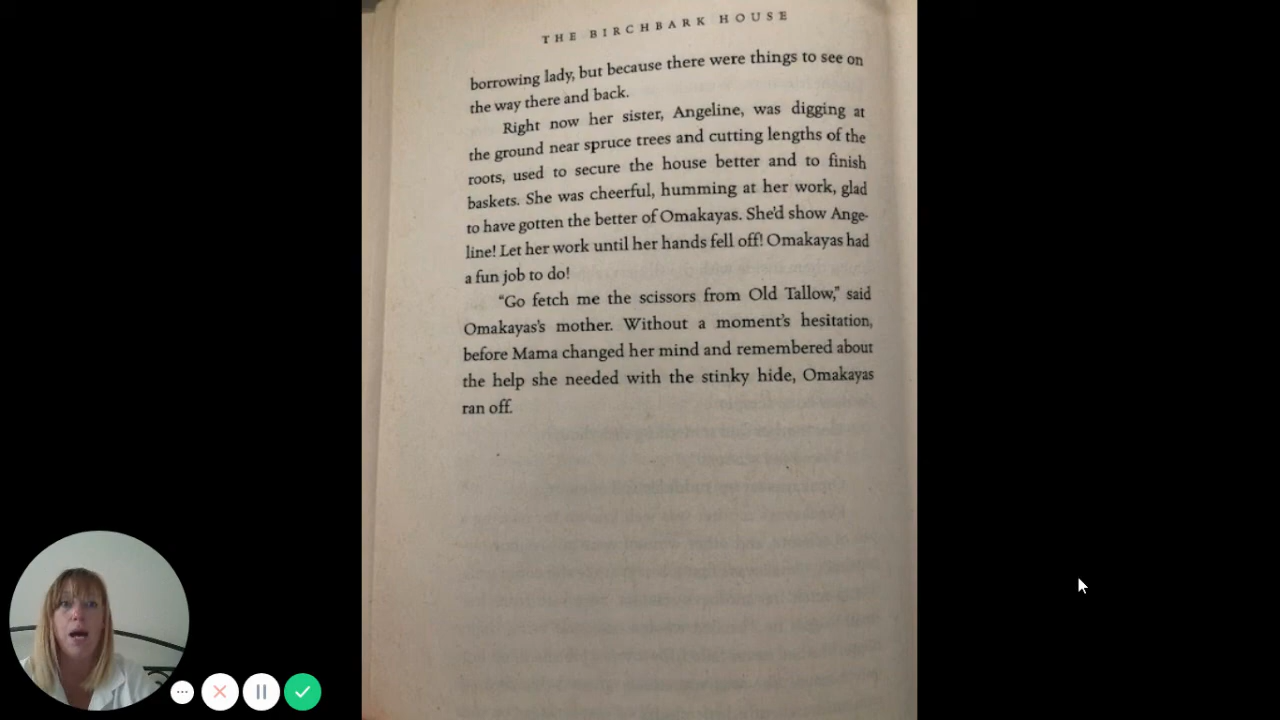 THE BIRCHBARK HOUSE
borrowing lady, but because there were things to see on
the way there and back.
Right now her sister, Angeline, was digging at
the ground near spruce trees and cutting lengths of the
roots, used to secure the house better and to finish
baskets. She was cheerful, humming at her work, glad
to have gotten the better of Omakayas. She'd show Ange-
line! Let her work until her hands fell off! Omakayas had
a fun job to do!
"Go fetch me the scissors from Old Tallow," said
Omakayas's mother. Without a moment's hesitation,
before Mama changed her mind and remembered about
the help she needed with the stinky hide, Omakayas
ran off.